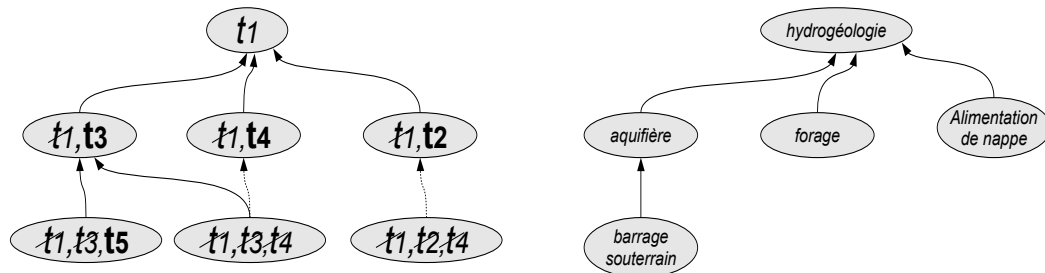 t1
t1,t3
t1,t4
t1,t2
t1,t3,t5
t1,t3,t4
t1,t2,t4
hydrogéologie
aquifière
forage
Alimentation
de nappe
barrage
souterrain